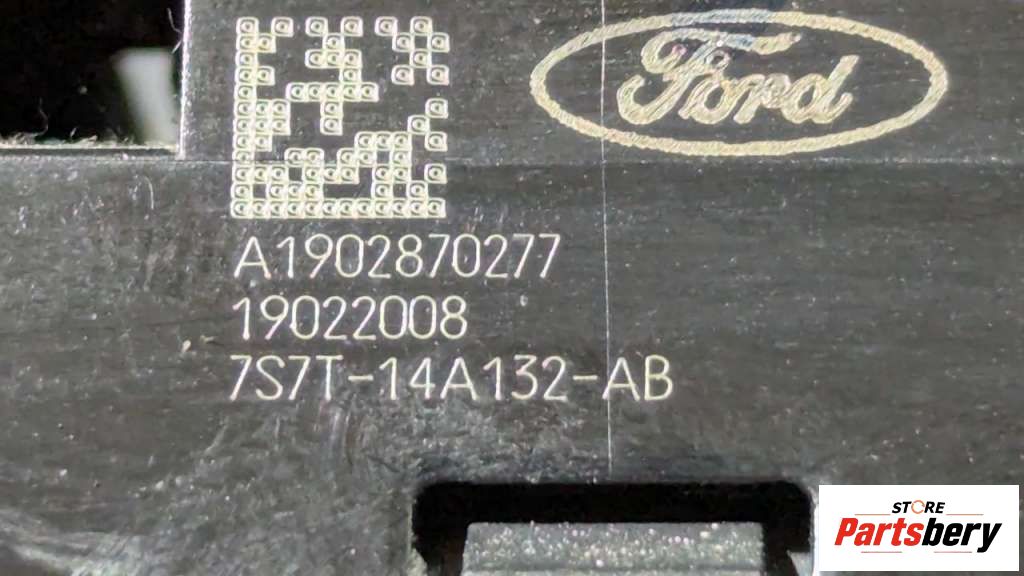 Ford
A1902870277
19022008
7S7T-14A132-AB
STORE
Partsbery